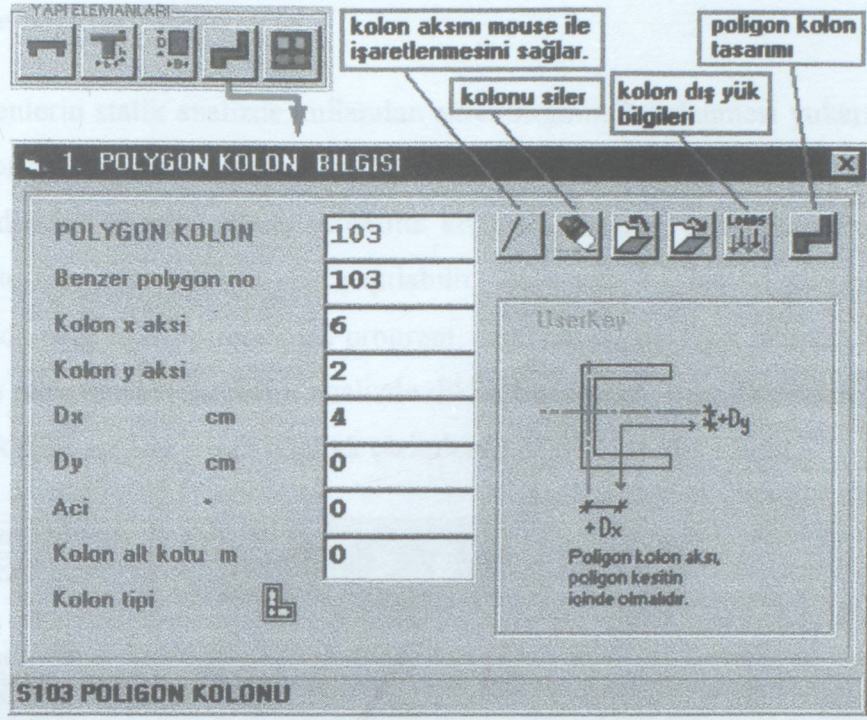 YAPI ELEMANLARI
kolon aksını mouse ile
işaretlenmesini sağlar.
poligon kolon
tasarımı
kolonu siler
kolon dış yük
bilgileri
1. POLYGON KOLON BILGISI
POLYGON KOLON 103
Benzer polygon no 103
Kolon x aksi 6
Kolon y aksi 2
Dx cm 4
Dy cm 0
Aci ° 0
Kolon alt kotu m 0
Kolon tipi
LOADS
UserKey
+Dy
+Dx
Poligon kolon aksı,
poligon kesitin
içinde olmalıdır.
S103 POLIGON KOLONU